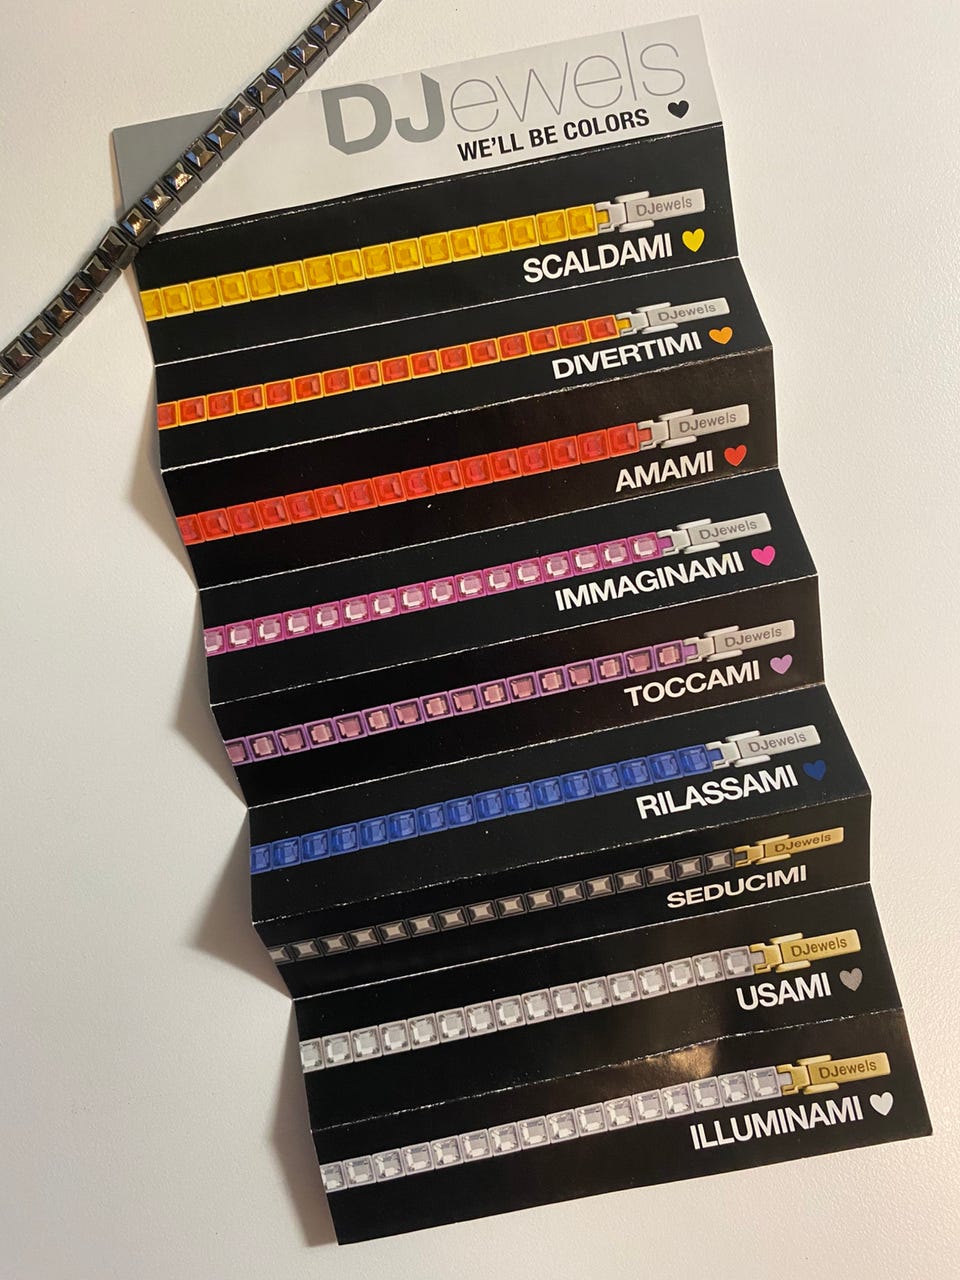 DJewels
WE'LL BE COLORS
DJewels
SCALDAMI
DJewels
DIVERTIMI
DJewels
AMAMI
DJewels
IMMAGINAMI
DJewels
TOCCAMI
DJewels
RILASSAMI
DJewels
SEDUCIMI
DJewels
USAMI
DJewels
ILLUMINAMI